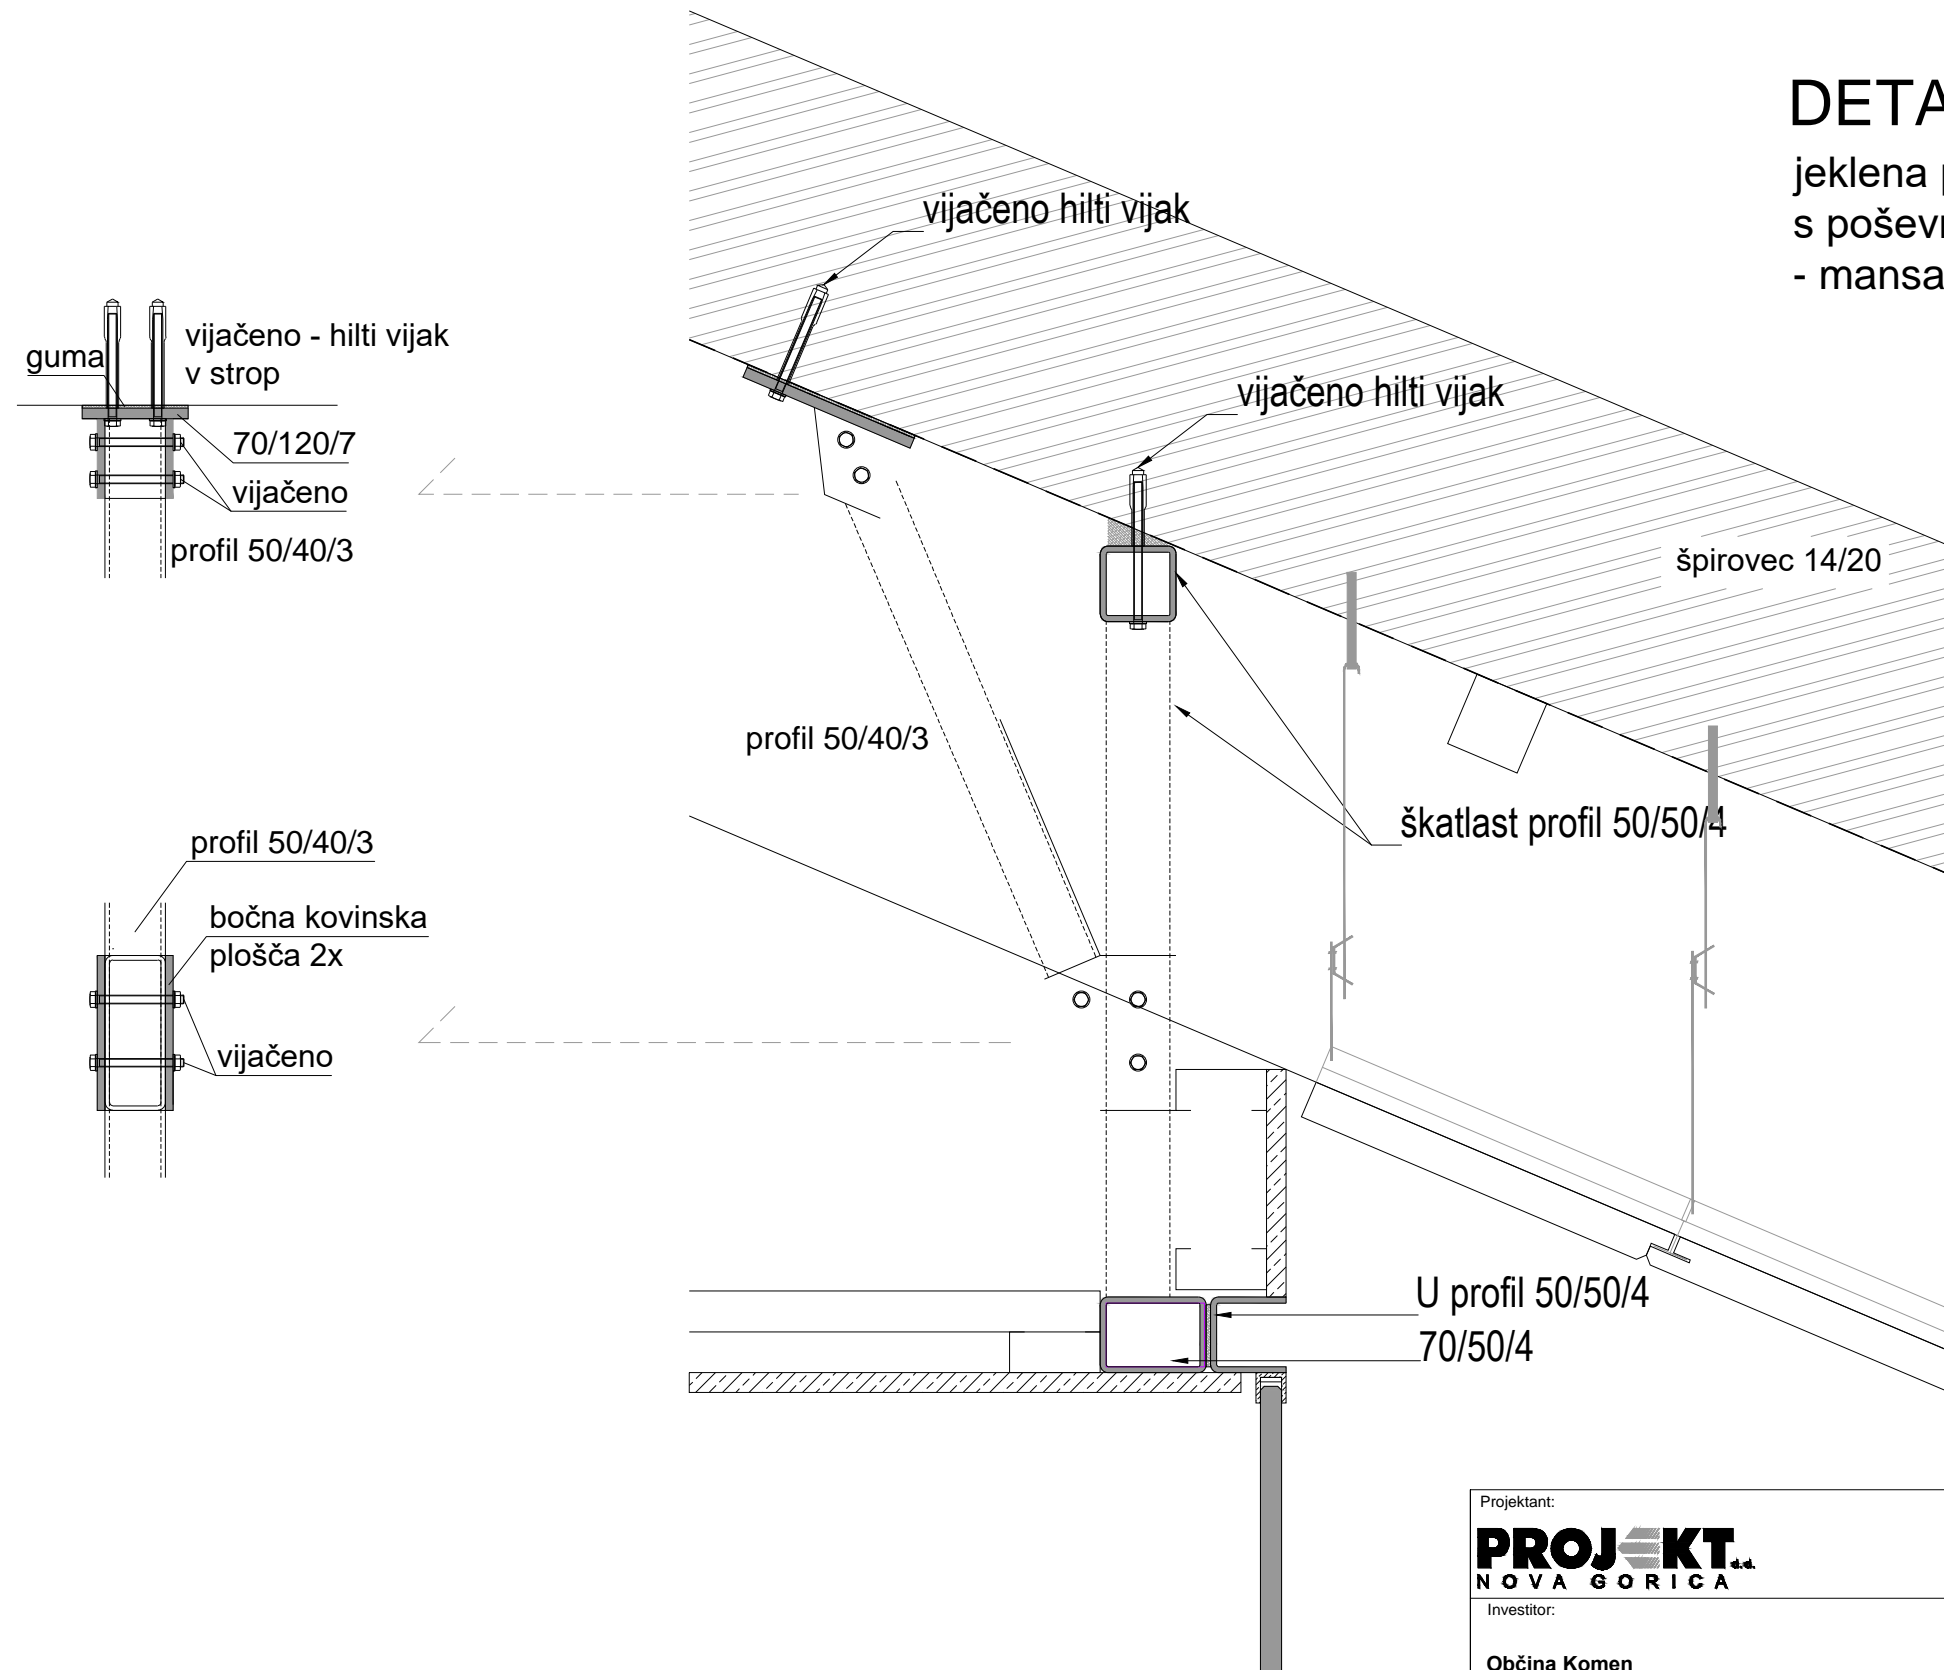 DETA
jeklena
s poševn
- mansa
vijačeno hilti vijak
vijačeno - hilti vijak
v strop
guma
70/120/7
vijačeno
profil 50/40/3
vijačeno hilti vijak
špirovec 14/20
profil 50/40/3
škatlast profil 50/50/4
profil 50/40/3
bočna kovinska
plošča 2x
vijačeno
U profil 50/50/4
70/50/4
Projektant:
PROJEKT d.d.
NOVA GORICA
Investitor:
Občina Komen